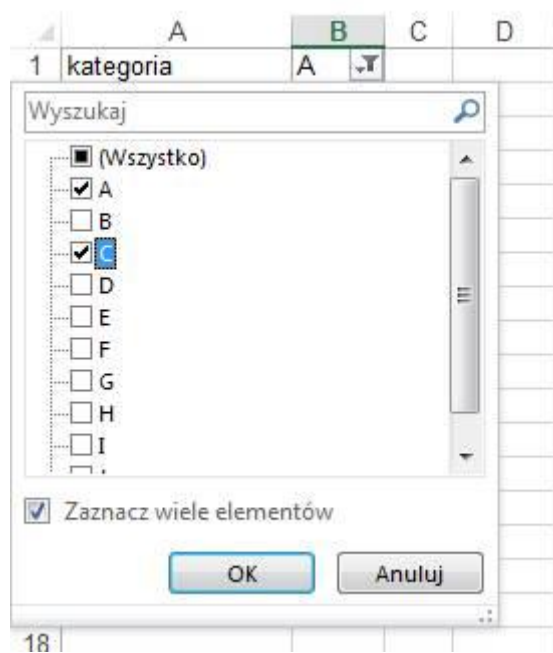 A B C D
1 kategoria A
Wyszukaj
(Wszystko)
A
B
C
D
E
F
G
H
I
Zaznacz wiele elementów
OK Anuluj
18